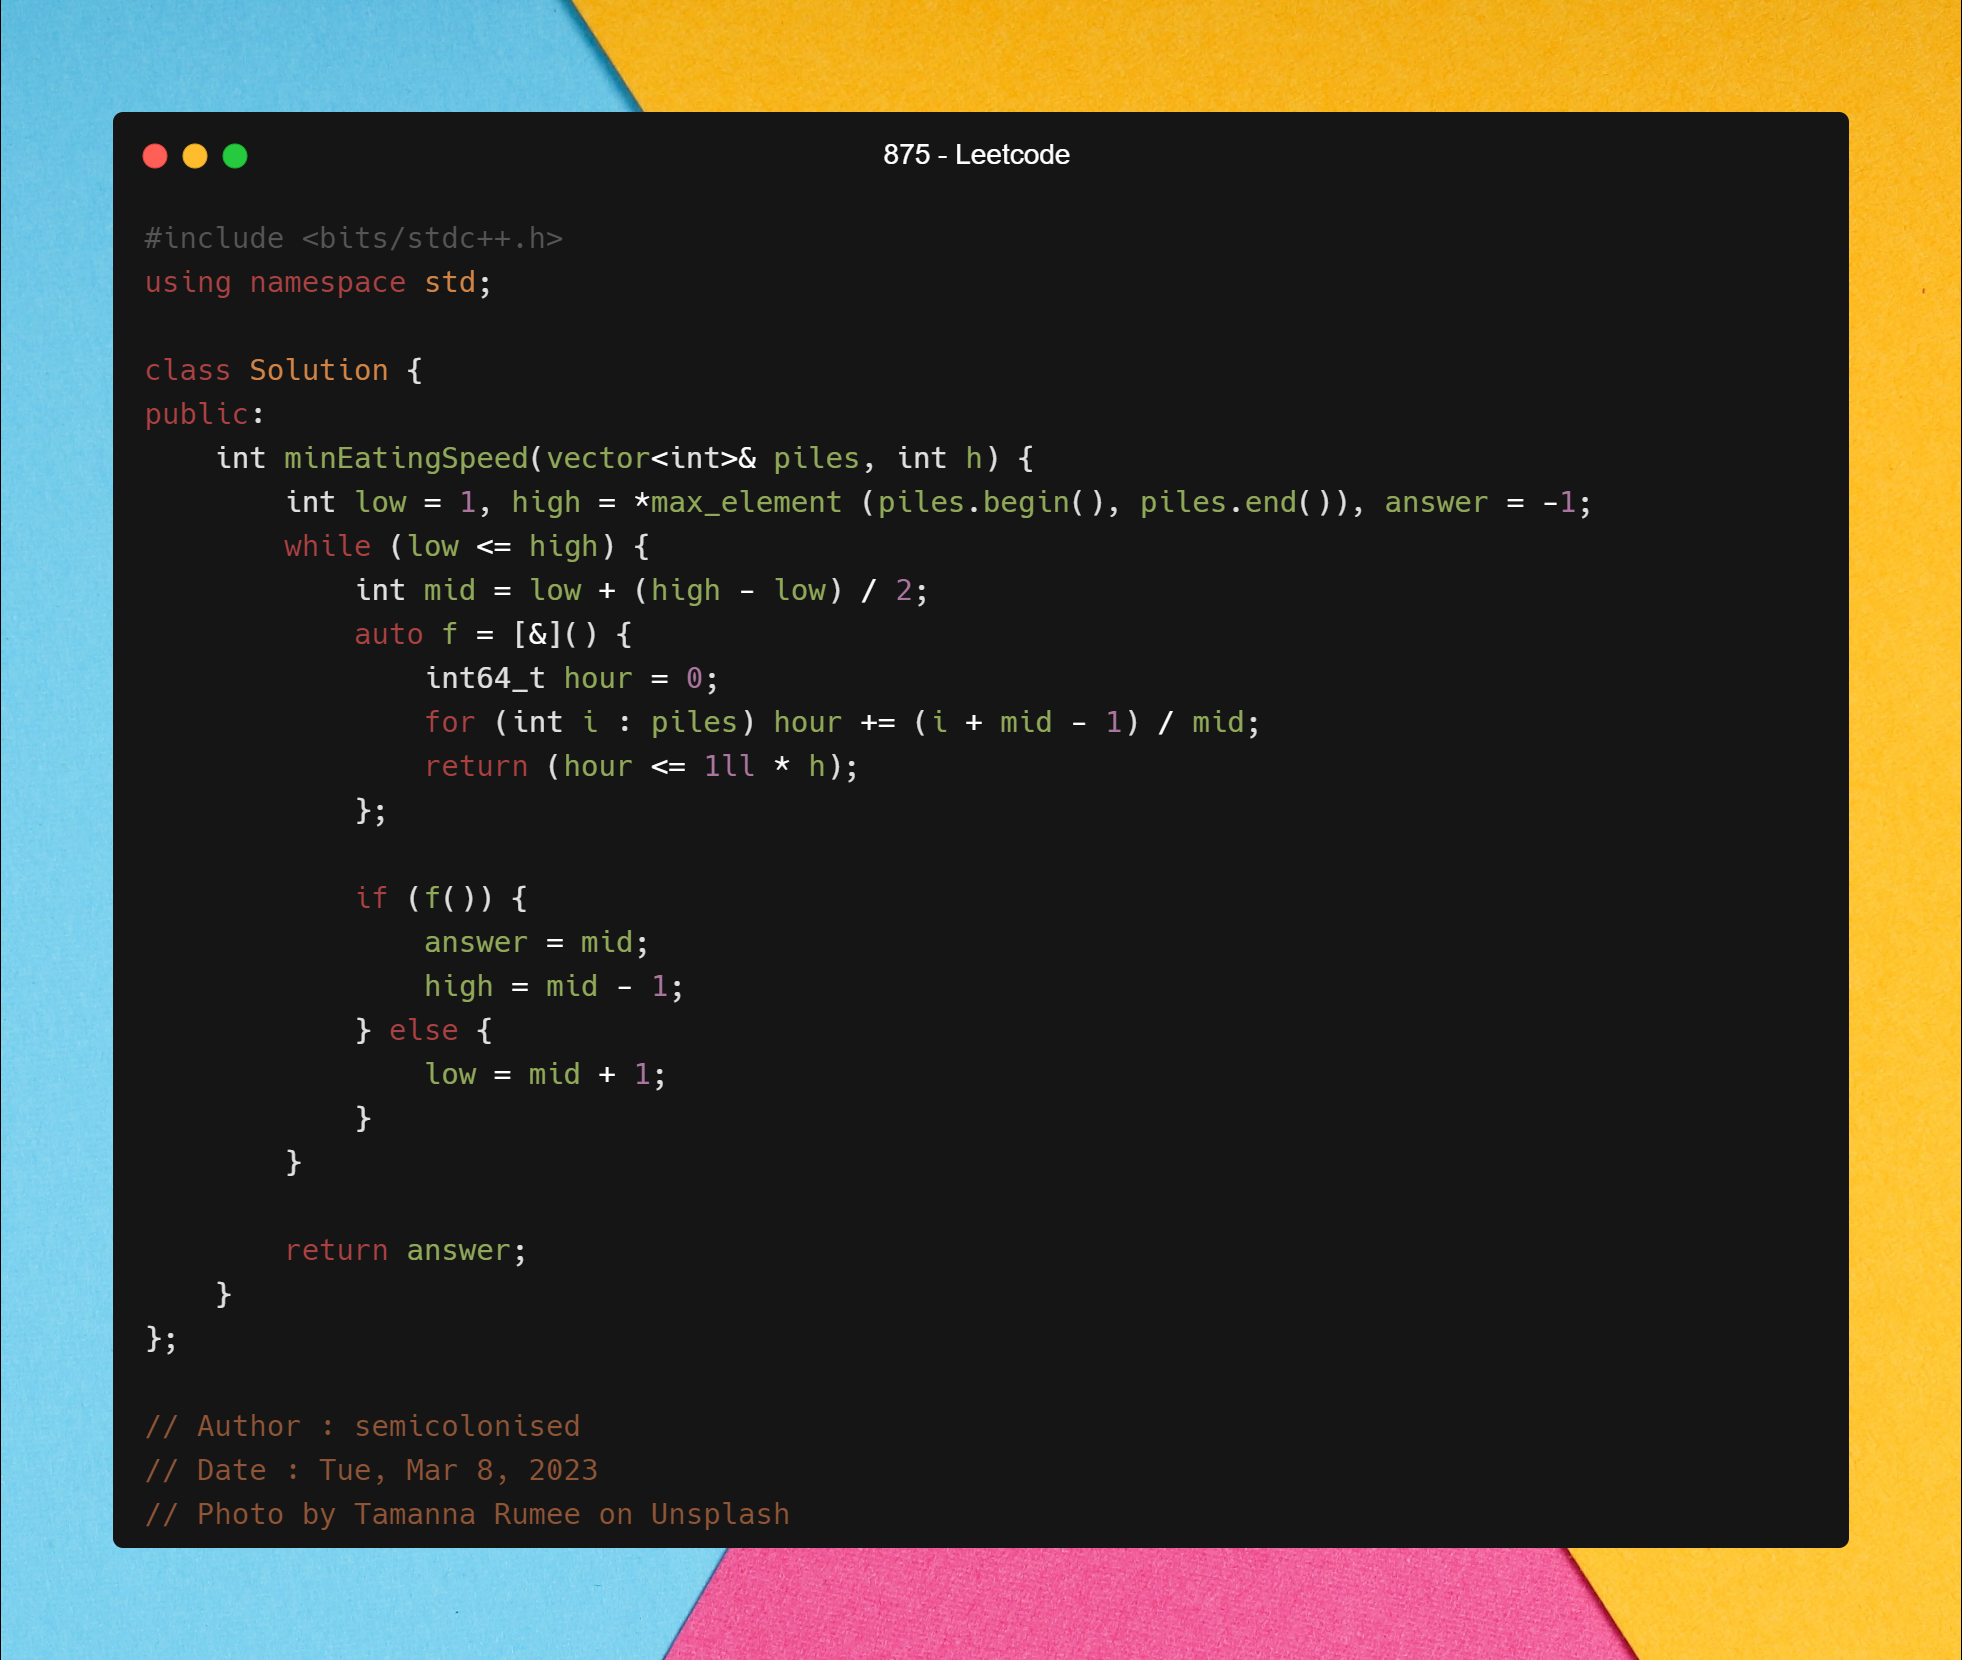 875 - Leetcode
#include <bits/stdc++.h>
using namespace std;

class Solution {
public:
    int minEatingSpeed(vector<int>& piles, int h) {
        int low = 1, high = *max_element (piles.begin(), piles.end()), answer = -1;
        while (low <= high) {
            int mid = low + (high - low) / 2;
            auto f = [&]() {
                int64_t hour = 0;
                for (int i : piles) hour += (i + mid - 1) / mid;
                return (hour <= 1ll * h);
            };

            if (f()) {
                answer = mid;
                high = mid - 1;
            } else {
                low = mid + 1;
            }
        }

        return answer;
    }
};

// Author : semicolonised
// Date : Tue, Mar 8, 2023
// Photo by Tamanna Rumee on Unsplash